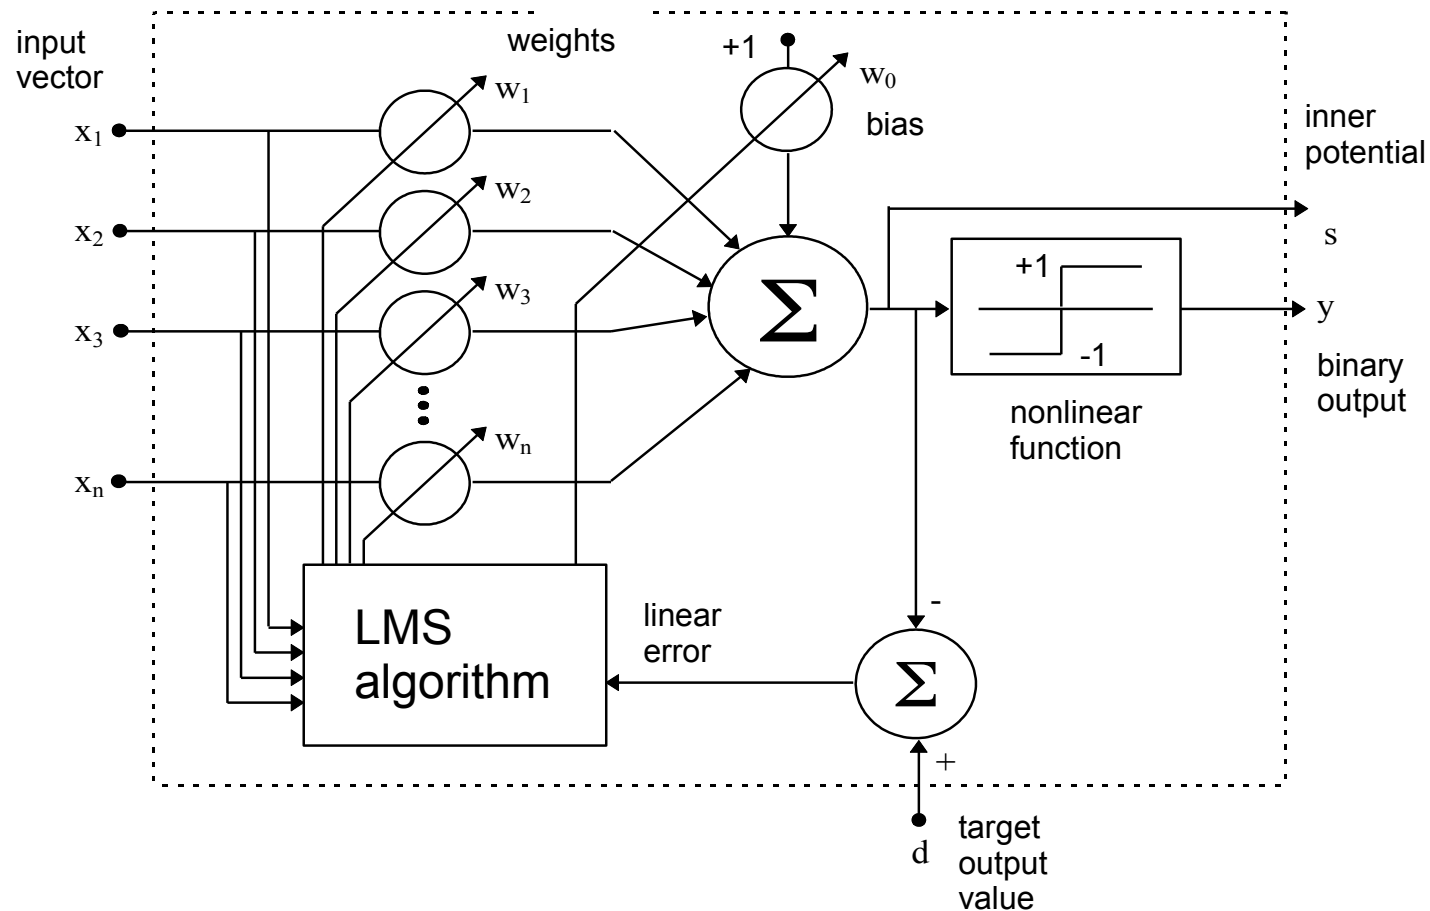 input
vector
weights
+1
w₀
bias
x₁
w₁
x₂
w₂
x₃
w₃
xₙ
wₙ
Σ
inner
potential
s
+1
-1
y
binary
output
nonlinear
function
LMS
algorithm
linear
error
-
Σ
+
d
target
output
value